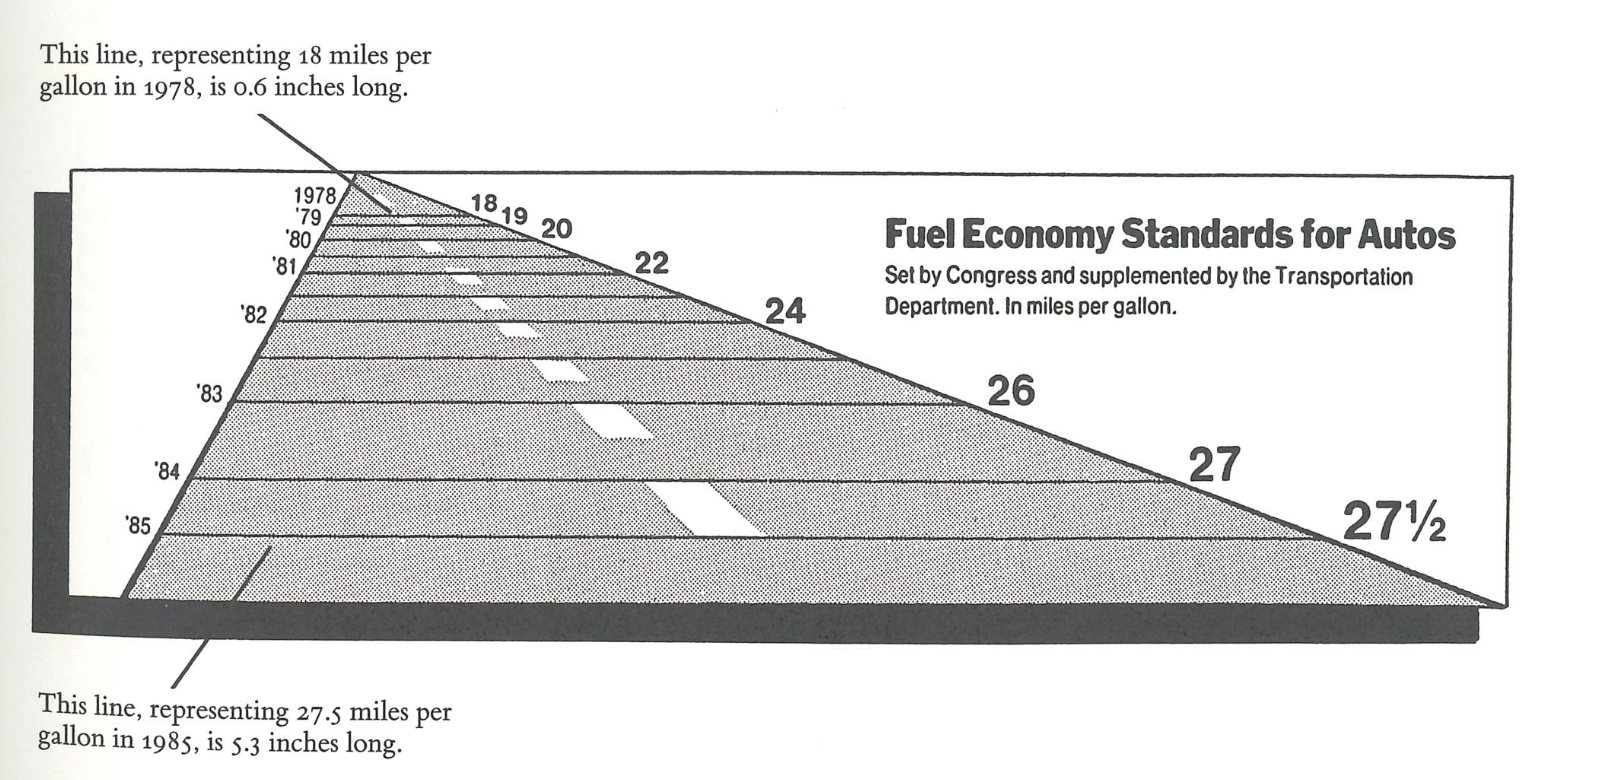 This line, representing 18 miles per
gallon in 1978, is 0.6 inches long.
1978
'79
'80
'81
'82
'83
'84
'85
18
19
20
22
24
26
27
27½
Fuel Economy Standards for Autos
Set by Congress and supplemented by the Transportation
Department. In miles per gallon.
This line, representing 27.5 miles per
gallon in 1985, is 5.3 inches long.